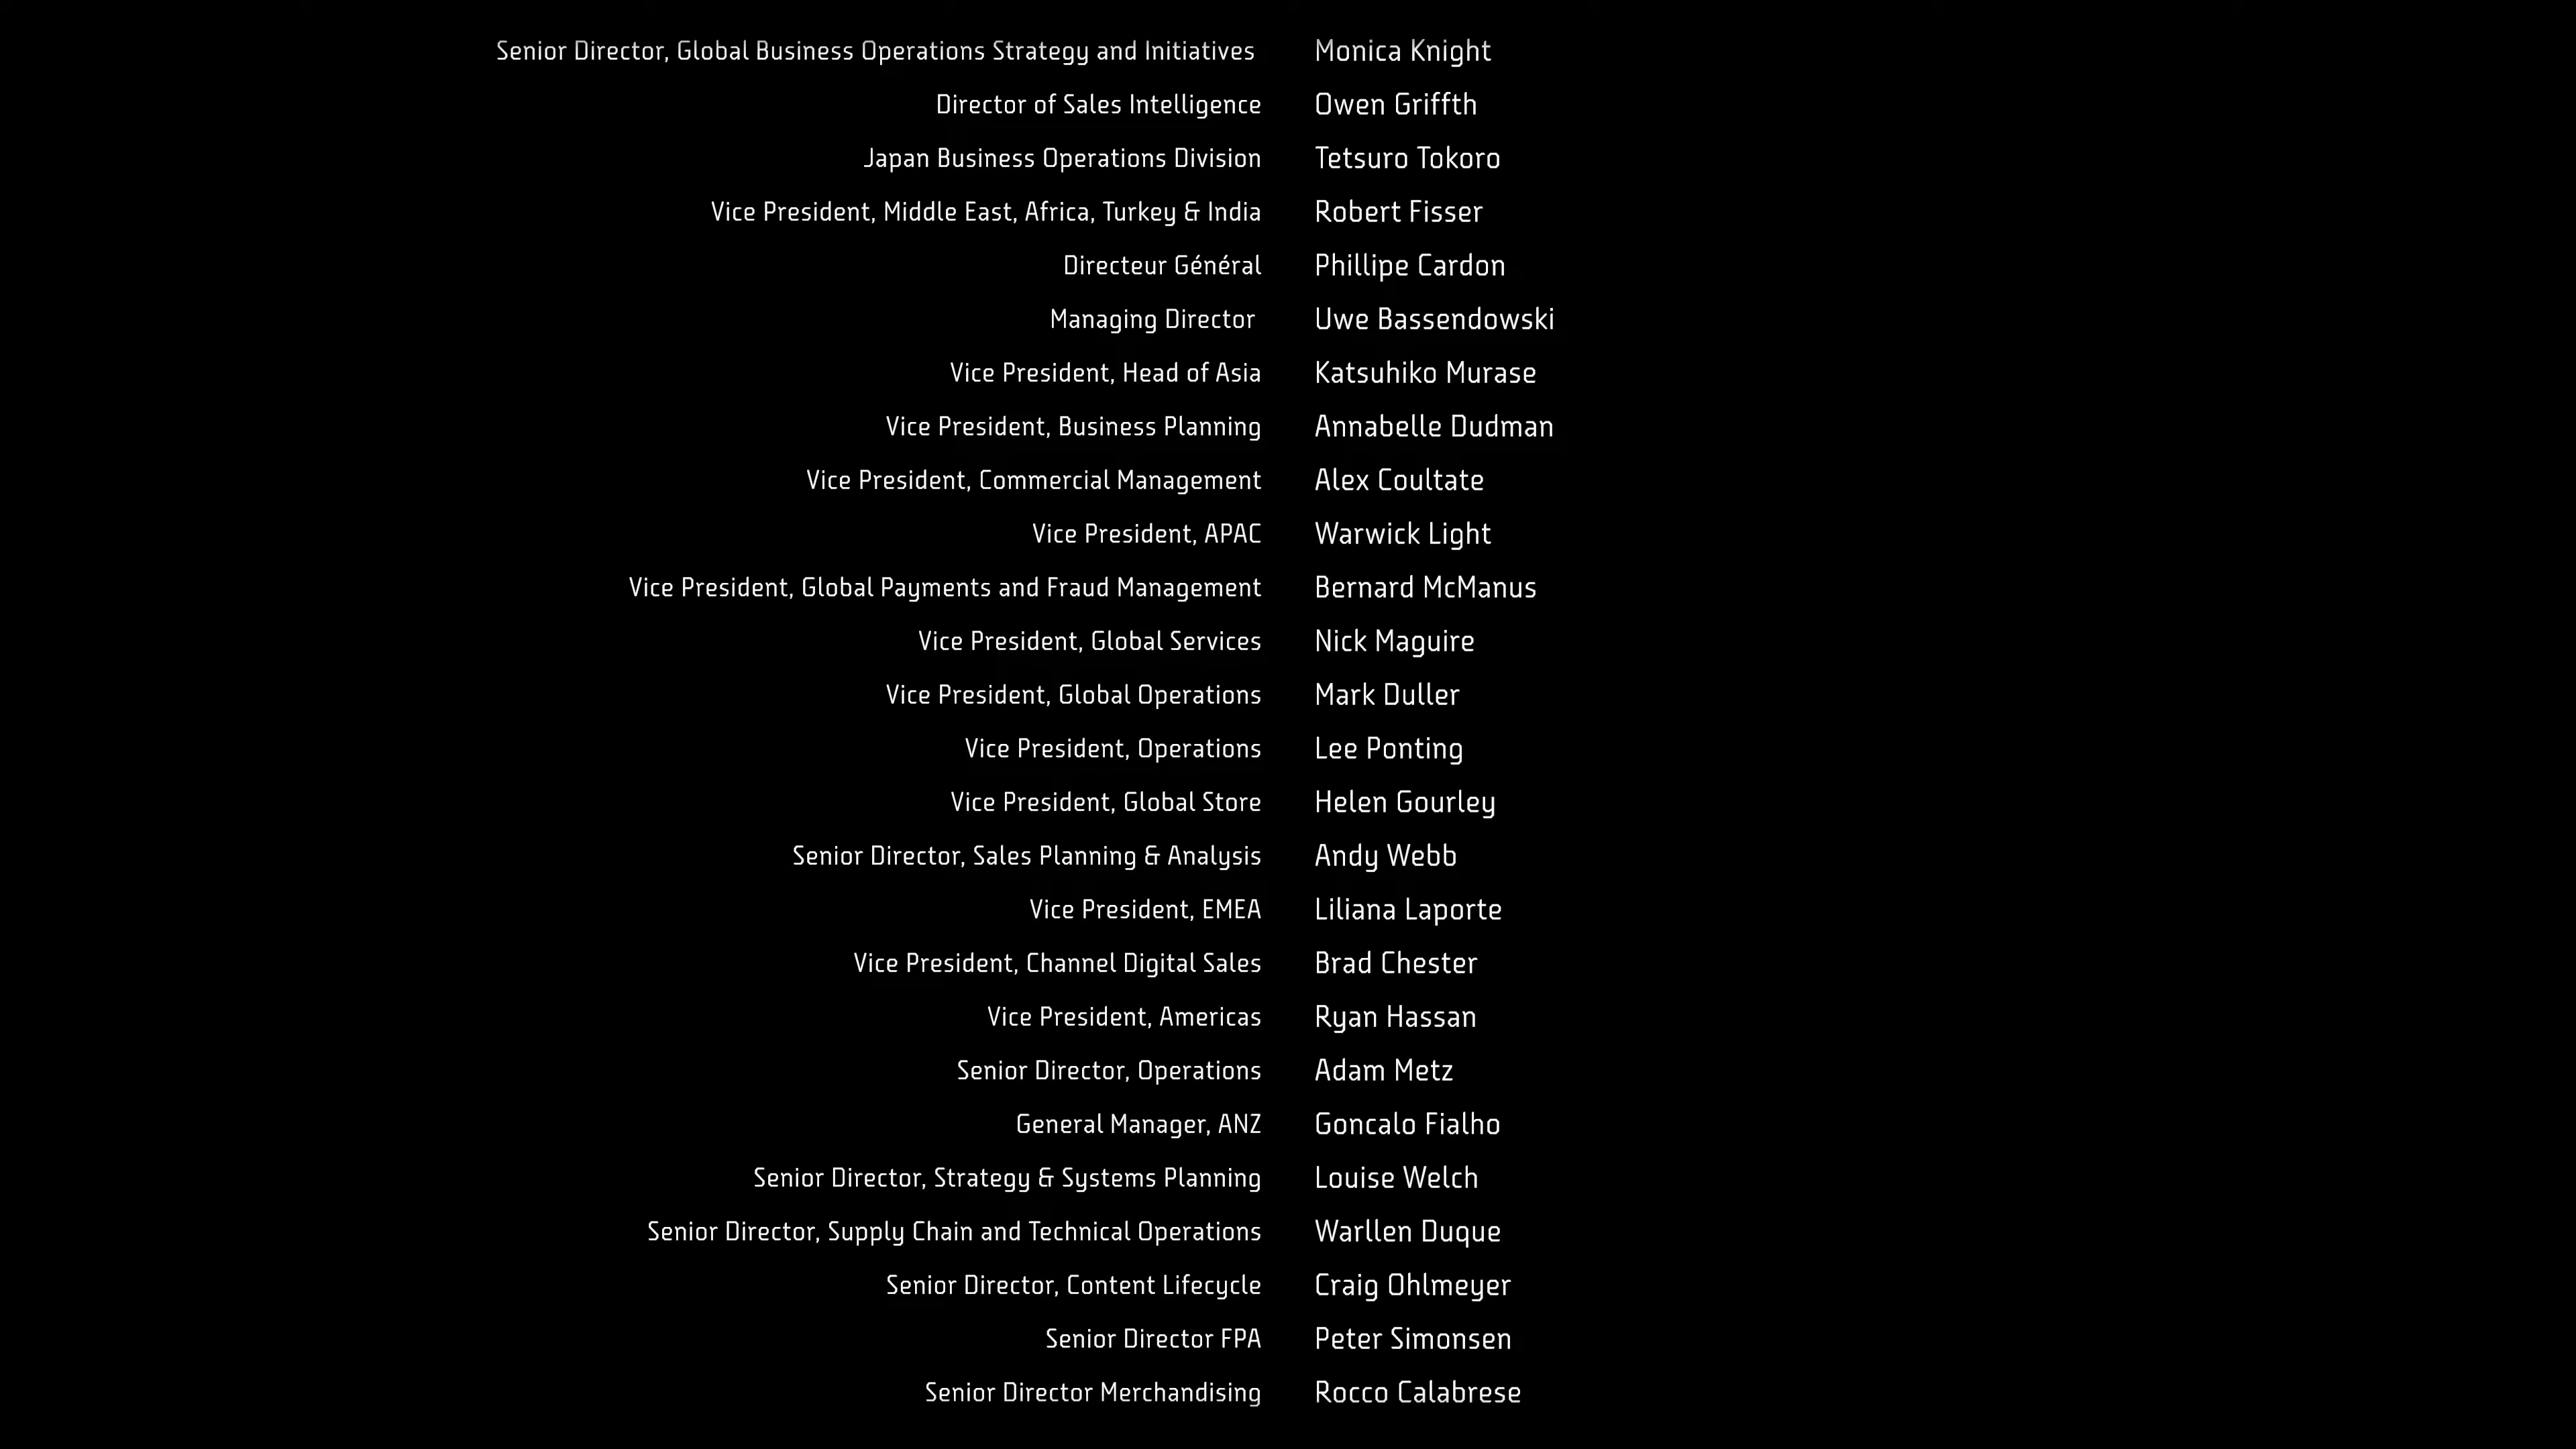 Senior Director, Global Business Operations Strategy and Initiatives Monica Knight
Director of Sales Intelligence Owen Griffth
Japan Business Operations Division Tetsuro Tokoro
Vice President, Middle East, Africa, Turkey & India Robert Fisser
Directeur Général Phillipe Cardon
Managing Director Uwe Bassendowski
Vice President, Head of Asia Katsuhiko Murase
Vice President, Business Planning Annabelle Dudman
Vice President, Commercial Management Alex Coultate
Vice President, APAC Warwick Light
Vice President, Global Payments and Fraud Management Bernard McManus
Vice President, Global Services Nick Maguire
Vice President, Global Operations Mark Duller
Vice President, Operations Lee Ponting
Vice President, Global Store Helen Gourley
Senior Director, Sales Planning & Analysis Andy Webb
Vice President, EMEA Liliana Laporte
Vice President, Channel Digital Sales Brad Chester
Vice President, Americas Ryan Hassan
Senior Director, Operations Adam Metz
General Manager, ANZ Goncalo Fialho
Senior Director, Strategy & Systems Planning Louise Welch
Senior Director, Supply Chain and Technical Operations Warllen Duque
Senior Director, Content Lifecycle Craig Ohlmeyer
Senior Director FPA Peter Simonsen
Senior Director Merchandising Rocco Calabrese